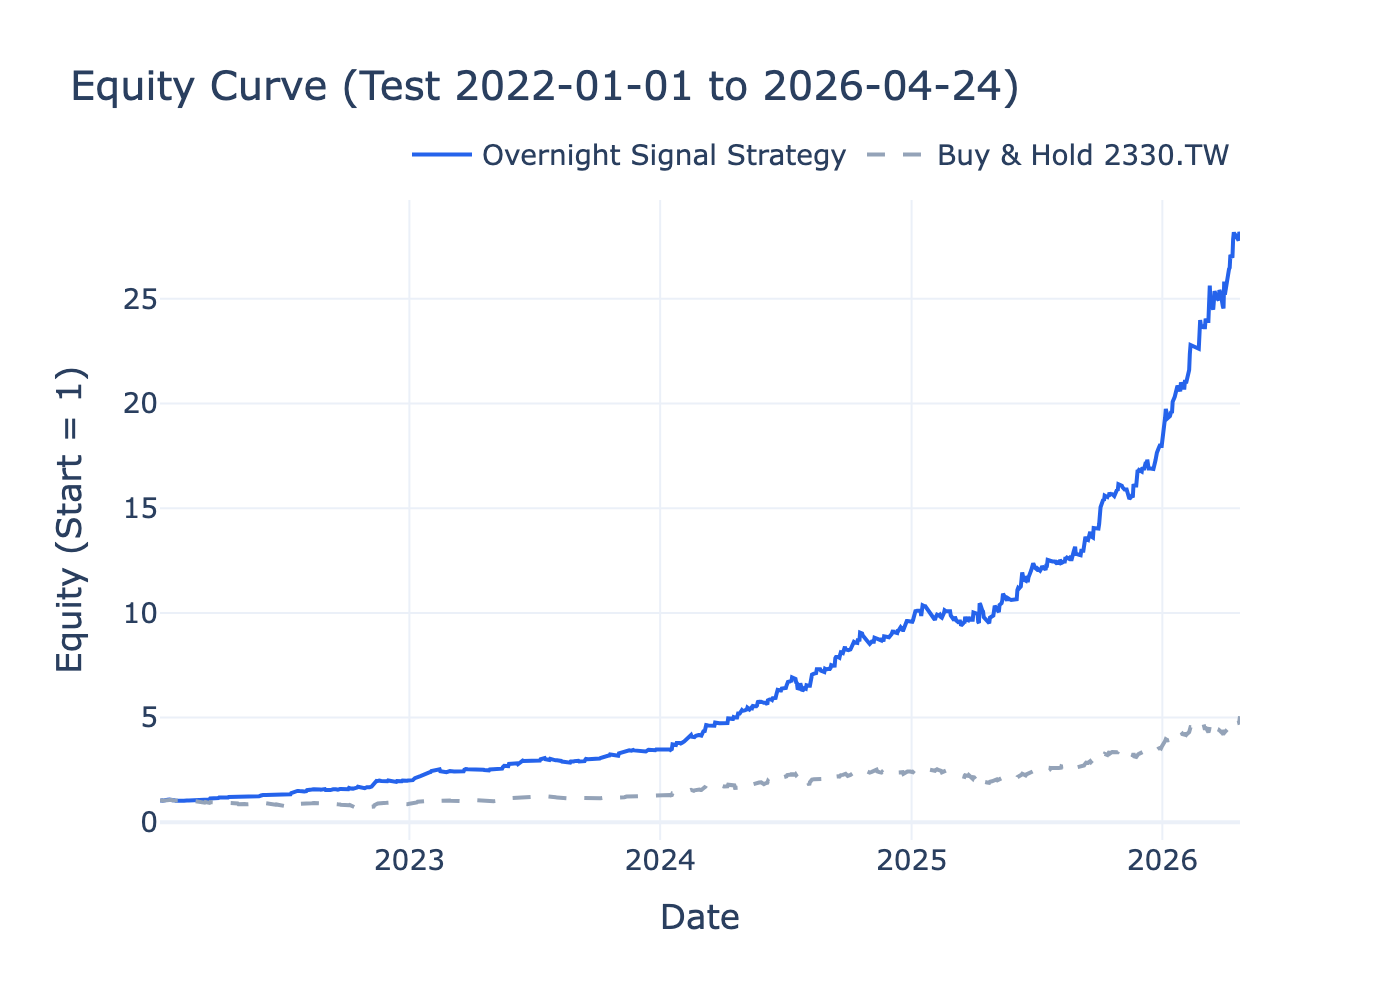 Equity Curve (Test 2022-01-01 to 2026-04-24)
Overnight Signal Strategy
Buy & Hold 2330.TW
Equity (Start = 1)
25
20
15
10
5
0
2023
2024
2025
2026
Date